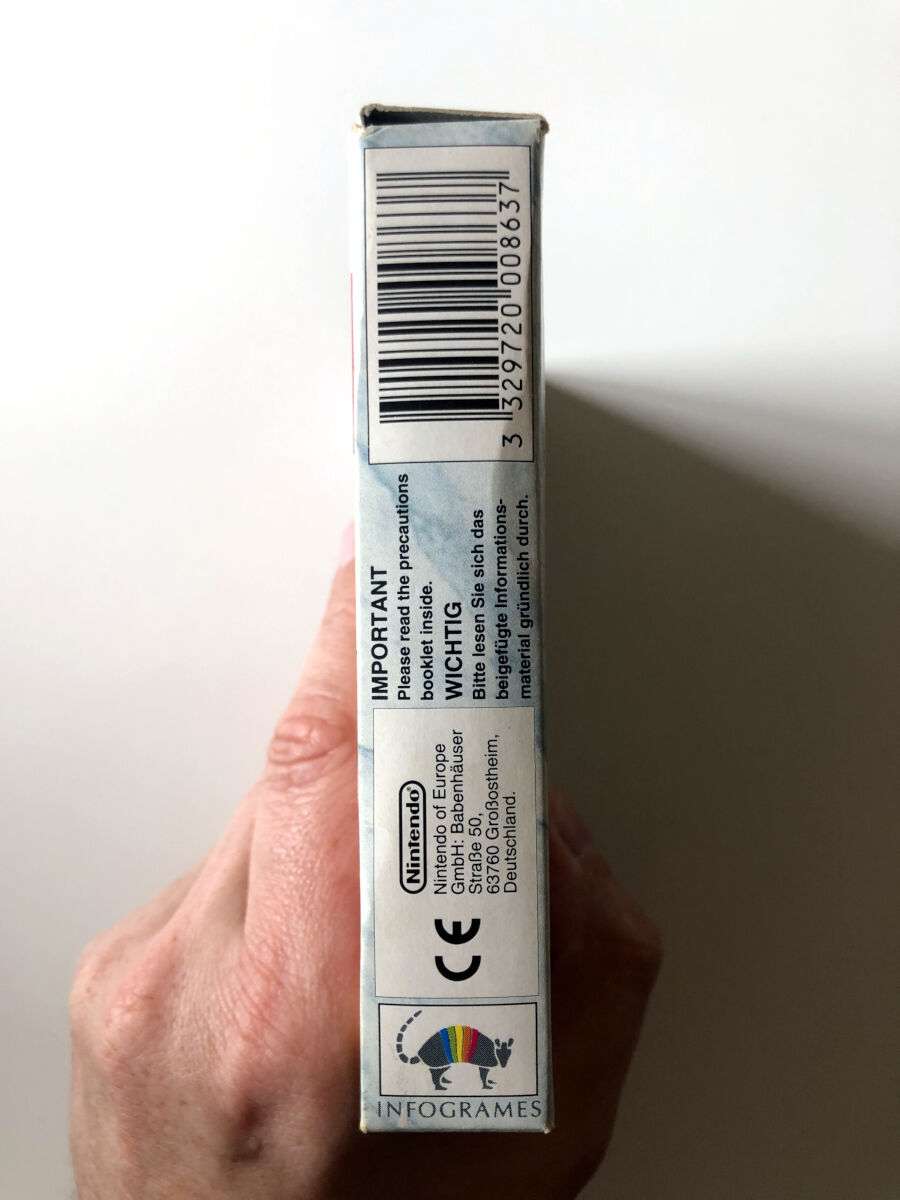 3 329720 008637
IMPORTANT
Please read the precautions
booklet inside.
WICHTIG
Bitte lesen Sie sich das
beigefügte Informations-
material gründlich durch.
Nintendo®
Nintendo of Europe
GmbH: Babenhäuser
Straße 50,
63760 Großostheim,
Deutschland.
CE
INFOGRAMES